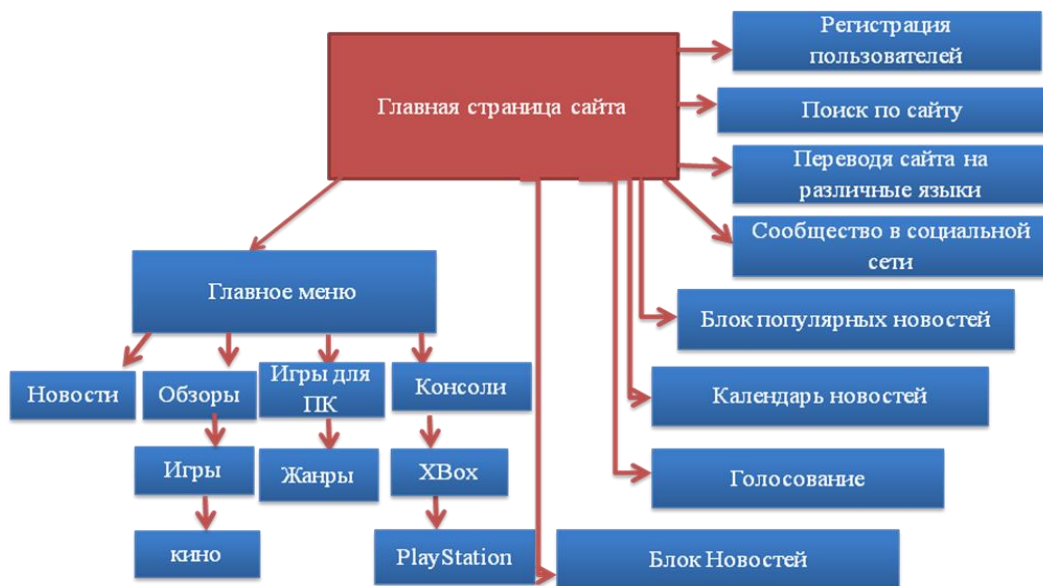 Главная страница сайта
Регистрация
пользователей
Поиск по сайту
Переводя сайта на
различные языки
Сообщество в социальной
сети
Блок популярных новостей
Календарь новостей
Голосование
Блок Новостей
Главное меню
Новости
Обзоры
Игры для
ПК
Консоли
Игры
Жанры
XBox
кино
PlayStation